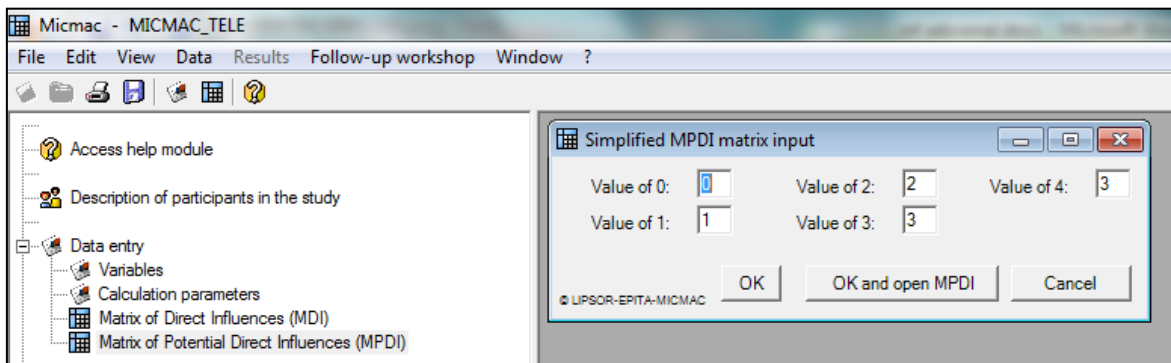 Micmac - MICMAC_TELE
File Edit View Data Results Follow-up workshop Window ?
Access help module
Description of participants in the study
Data entry
Variables
Calculation parameters
Matrix of Direct Influences (MDI)
Matrix of Potential Direct Influences (MPDI)
Simplified MPDI matrix input
Value of 0: 0 Value of 2: 2 Value of 4: 3
Value of 1: 1 Value of 3: 3
OK OK and open MPDI Cancel
© LIPSOR-EPITA-MICMAC